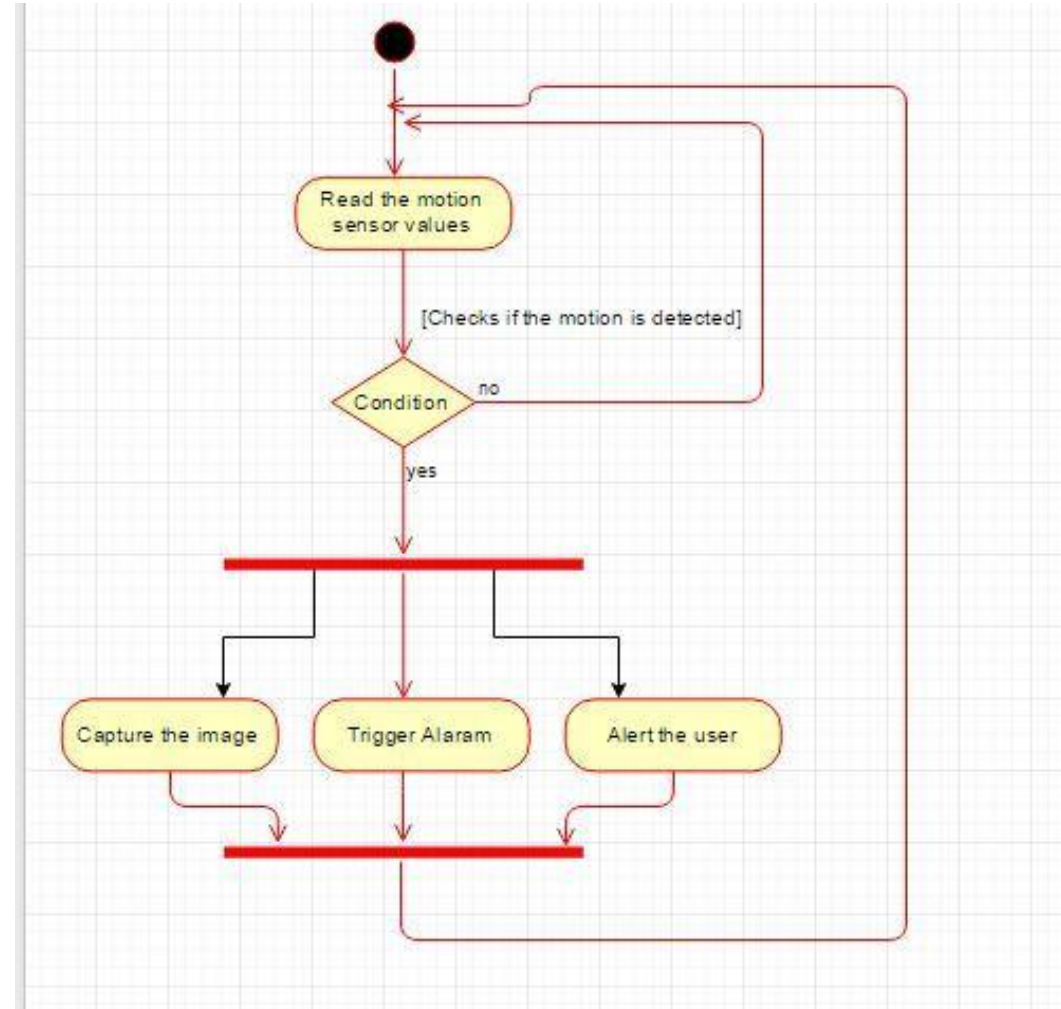 Read the motion
sensor values
[Checks if the motion is detected]
Condition
no
yes
Capture the image
Trigger Alaram
Alert the user